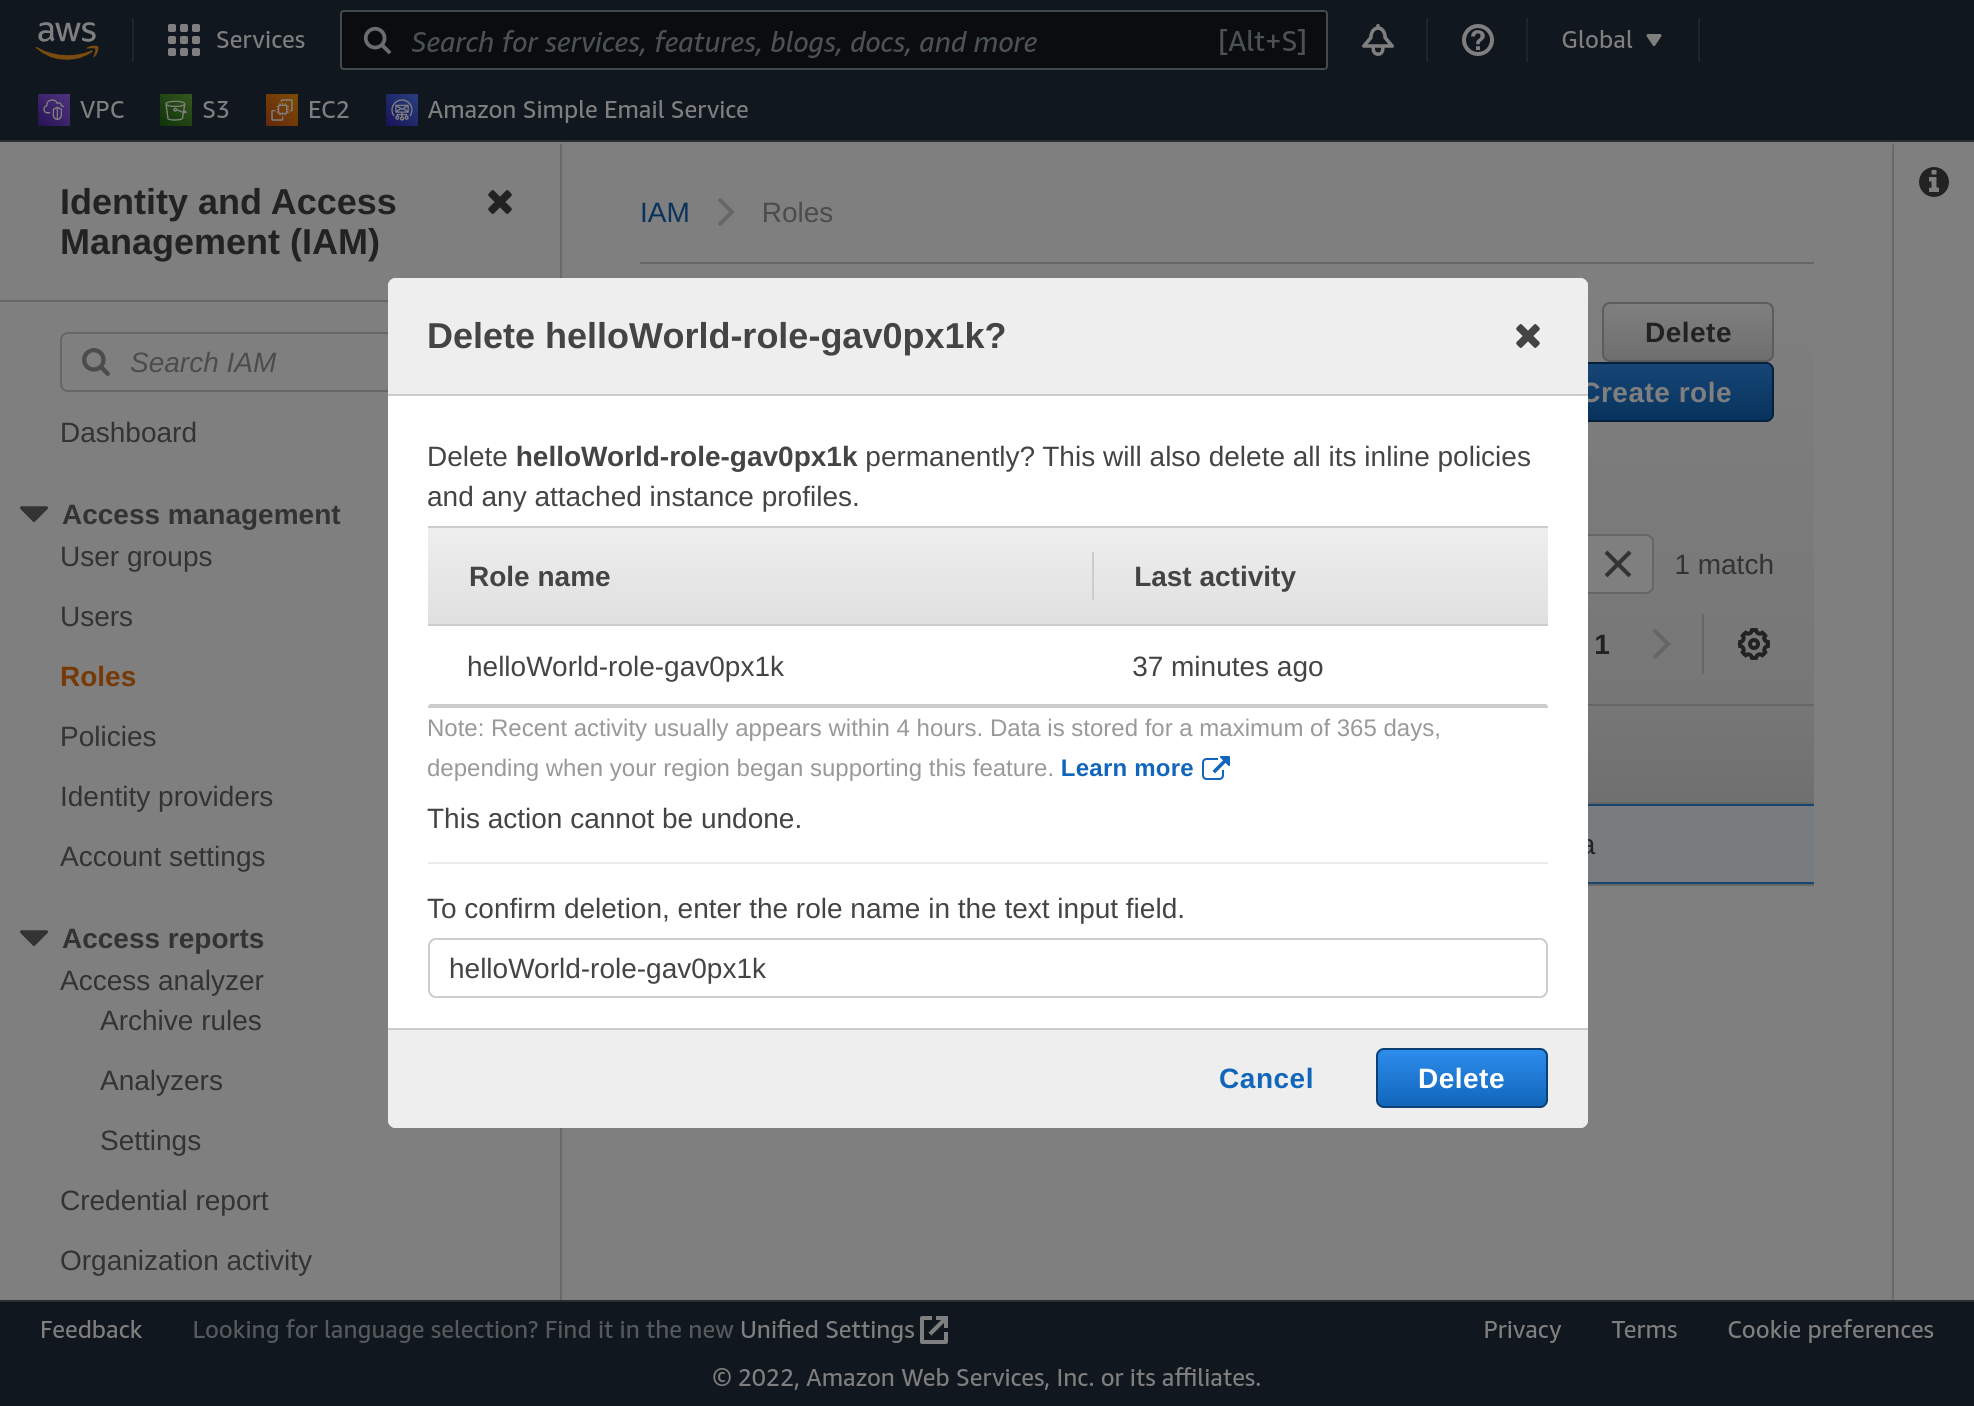 aws
Services
Search for services, features, blogs, docs, and more
[Alt+S]
Global
VPC
S3
EC2
Amazon Simple Email Service
Identity and Access
Management (IAM)
Search IAM
Dashboard
Access management
User groups
Users
Roles
Policies
Identity providers
Account settings
Access reports
Access analyzer
Archive rules
Analyzers
Settings
Credential report
Organization activity
IAM
Roles
Delete
Create role
1 match
1
a
Delete helloWorld-role-gav0px1k?
Delete helloWorld-role-gav0px1k permanently? This will also delete all its inline policies
and any attached instance profiles.
Role name
Last activity
helloWorld-role-gav0px1k
37 minutes ago
Note: Recent activity usually appears within 4 hours. Data is stored for a maximum of 365 days,
depending when your region began supporting this feature. Learn more
This action cannot be undone.
To confirm deletion, enter the role name in the text input field.
helloWorld-role-gav0px1k
Cancel
Delete
Feedback
Looking for language selection? Find it in the new Unified Settings
Privacy
Terms
Cookie preferences
© 2022, Amazon Web Services, Inc. or its affiliates.